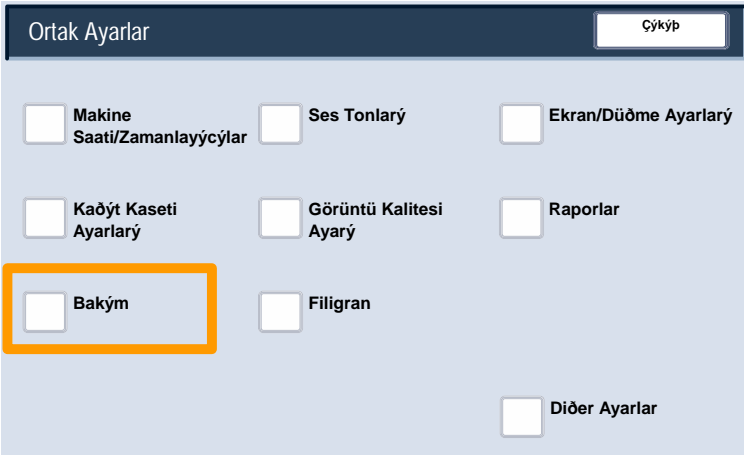 Ortak Ayarlar
Çýkýþ
Makine
Saati/Zamanlayýcýlar
Ses Tonlarý
Ekran/Düðme Ayarlarý
Kaðýt Kaseti
Ayarlarý
Görüntü Kalitesi
Ayarý
Raporlar
Bakým
Filigran
Diðer Ayarlar